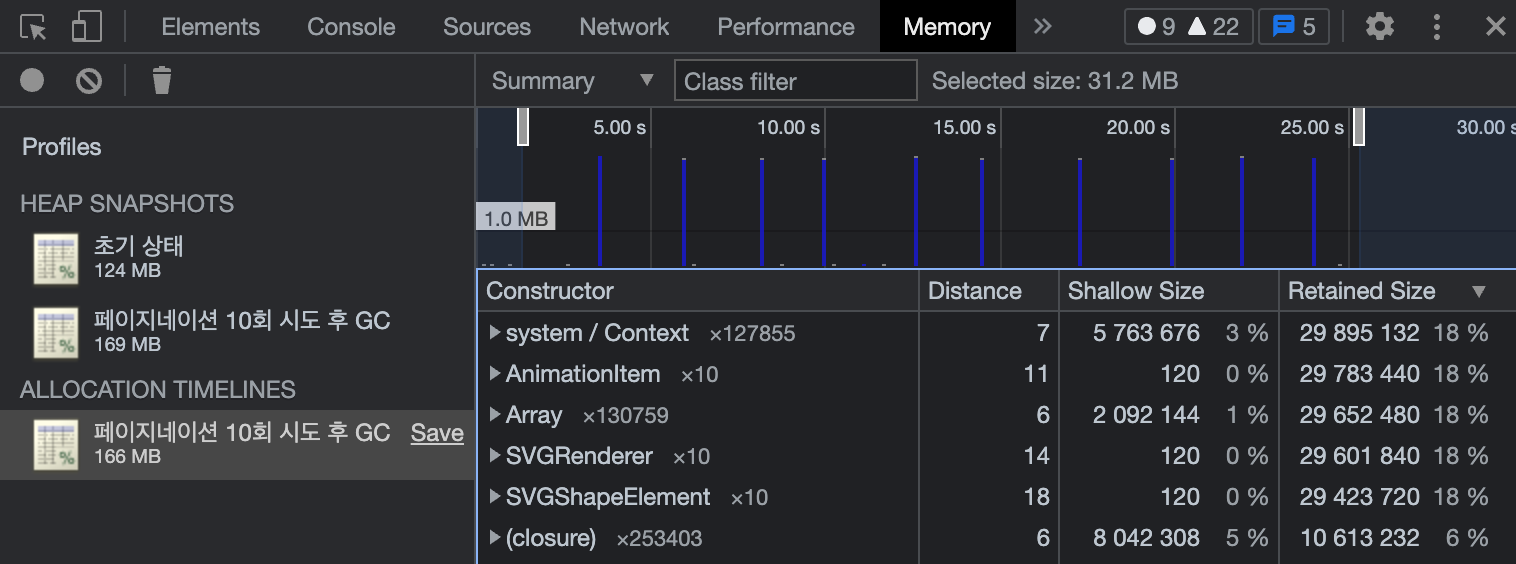 Elements Console Sources Network Performance Memory » 9 22 5
Summary ▼ Class filter Selected size: 31.2 MB
Profiles
HEAP SNAPSHOTS
초기 상태
124 MB
페이지네이션 10회 시도 후 GC
169 MB
ALLOCATION TIMELINES
페이지네이션 10회 시도 후 GC Save
166 MB
5.00 s 10.00 s 15.00 s 20.00 s 25.00 s 30.00 s
1.0 MB
Constructor Distance Shallow Size Retained Size ▼
system / Context ×127855 7 5 763 676 3 % 29 895 132 18 %
AnimationItem ×10 11 120 0 % 29 783 440 18 %
Array ×130759 6 2 092 144 1 % 29 652 480 18 %
SVGRenderer ×10 14 120 0 % 29 601 840 18 %
SVGShapeElement ×10 18 120 0 % 29 423 720 18 %
(closure) ×253403 6 8 042 308 5 % 10 613 232 6 %